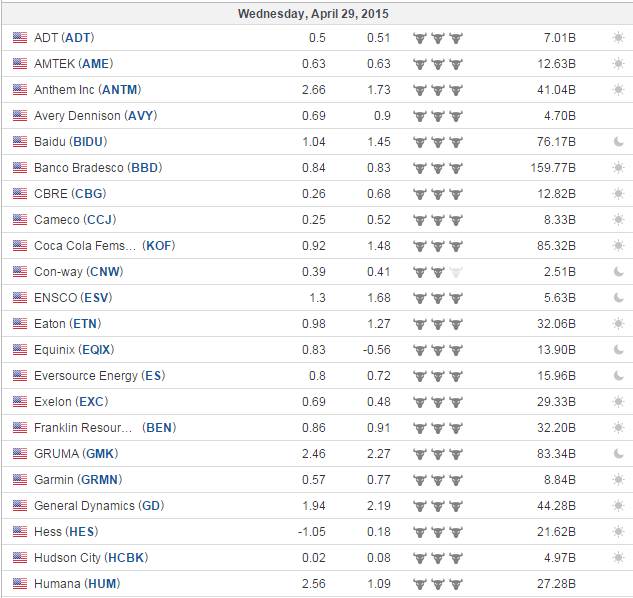 Wednesday, April 29, 2015
ADT (ADT) 0.5 0.51 7.01B
AMTEK (AME) 0.63 0.63 12.63B
Anthem Inc (ANTM) 2.66 1.73 41.04B
Avery Dennison (AVY) 0.69 0.9 4.70B
Baidu (BIDU) 1.04 1.45 76.17B
Banco Bradesco (BBD) 0.84 0.83 159.77B
CBRE (CBG) 0.26 0.68 12.82B
Cameco (CCJ) 0.25 0.52 8.33B
Coca Cola Fems... (KOF) 0.92 1.48 85.32B
Con-way (CNW) 0.39 0.41 2.51B
ENSCO (ESV) 1.3 1.68 5.63B
Eaton (ETN) 0.98 1.27 32.06B
Equinix (EQIX) 0.83 -0.56 13.90B
Eversource Energy (ES) 0.8 0.72 15.96B
Exelon (EXC) 0.69 0.48 29.33B
Franklin Resour... (BEN) 0.86 0.91 32.20B
GRUMA (GMK) 2.46 2.27 83.34B
Garmin (GRMN) 0.57 0.77 8.84B
General Dynamics (GD) 1.94 2.19 44.28B
Hess (HES) -1.05 0.18 21.62B
Hudson City (HCBK) 0.02 0.08 4.97B
Humana (HUM) 2.56 1.09 27.28B